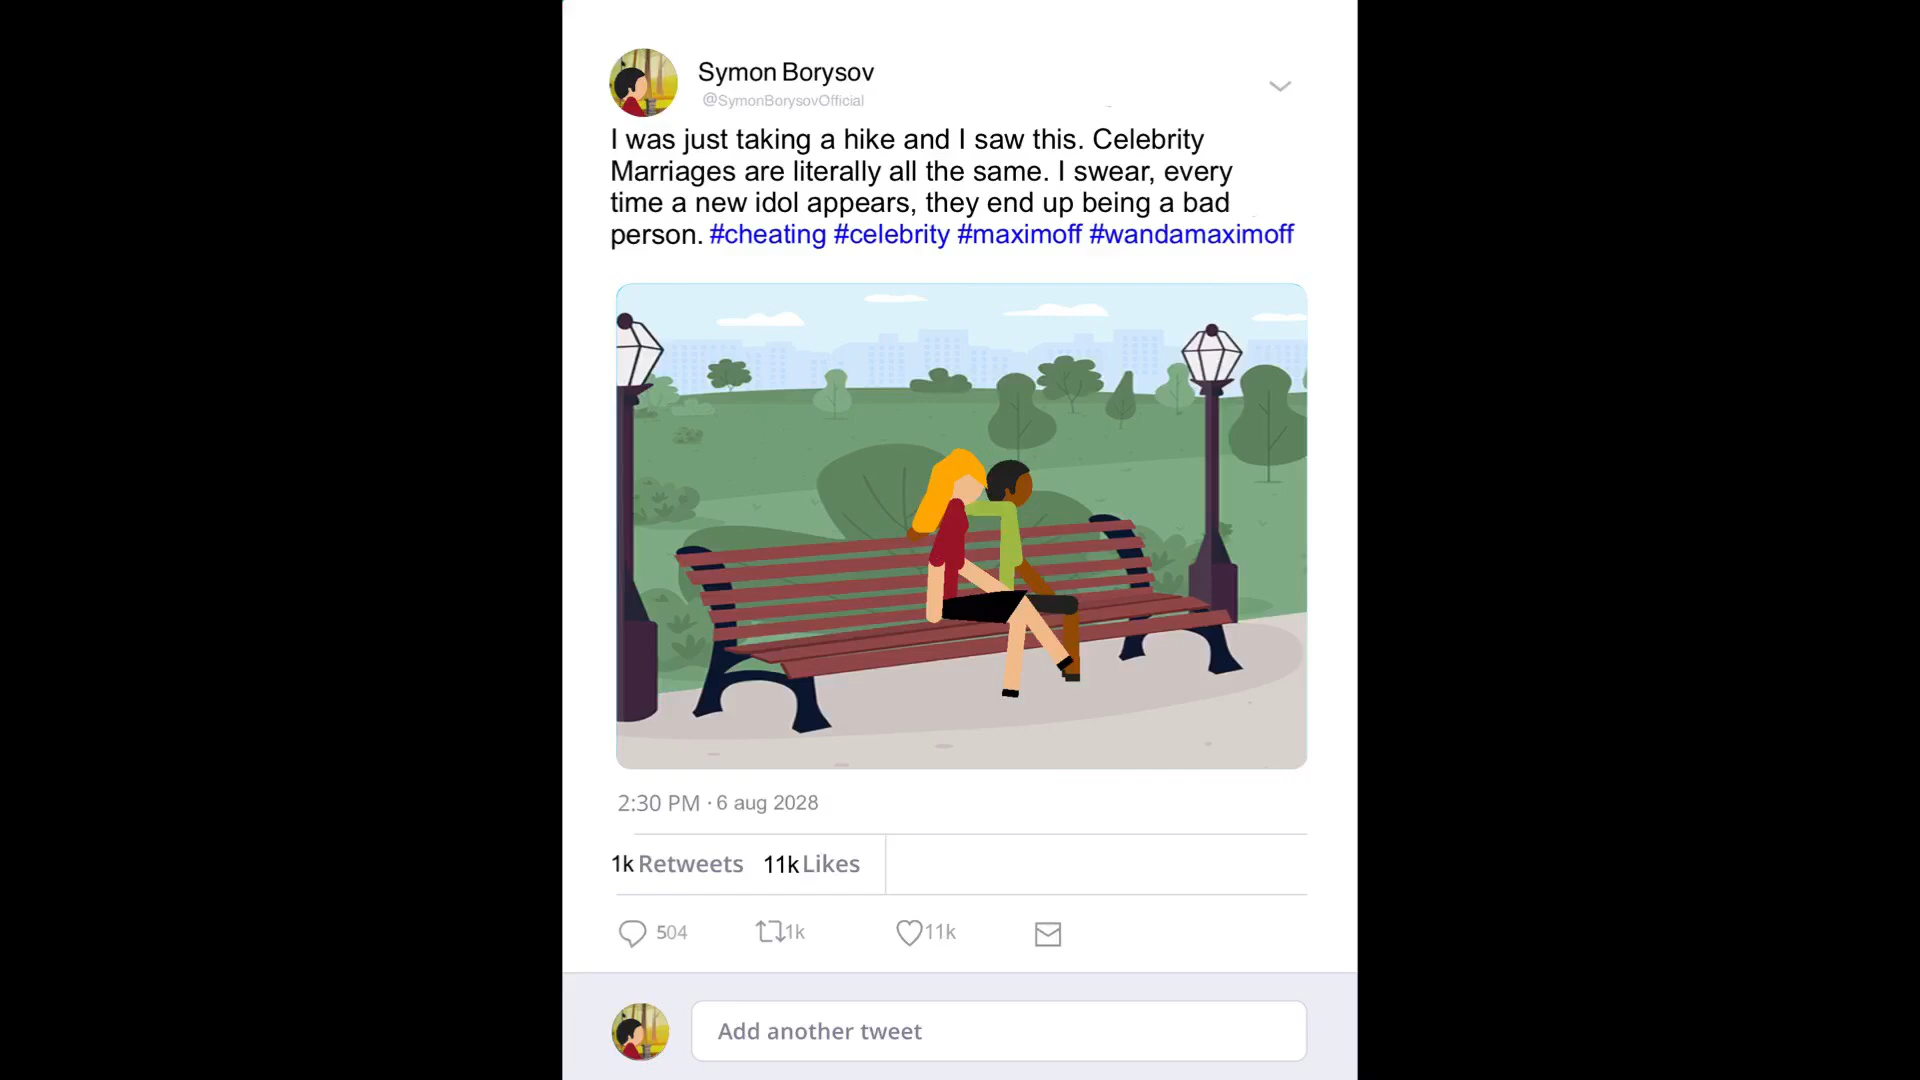 Symon Borysov
@SymonBorysovOfficial
I was just taking a hike and I saw this. Celebrity
Marriages are literally all the same. I swear, every
time a new idol appears, they end up being a bad
person. #cheating #celebrity #maximoff #wandamaximoff
2:30 PM · 6 aug 2028
1k Retweets 11k Likes
504 1k 11k
Add another tweet